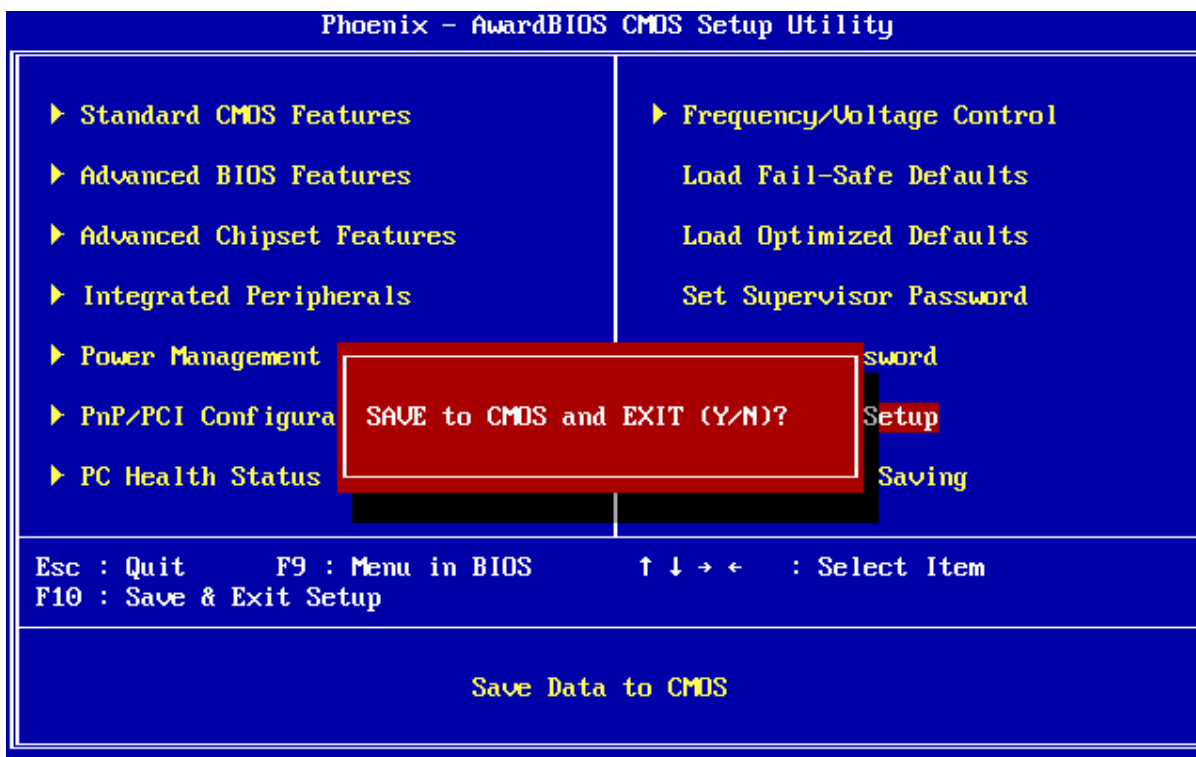 Phoenix - AwardBIOS CMOS Setup Utility
Standard CMOS Features
Advanced BIOS Features
Advanced Chipset Features
Integrated Peripherals
Power Management
PnP/PCI Configura
PC Health Status
Frequency/Voltage Control
Load Fail-Safe Defaults
Load Optimized Defaults
Set Supervisor Password
sword
Setup
Saving
SAVE to CMOS and EXIT (Y/N)?
Esc : Quit F9 : Menu in BIOS ↑ ↓ → ← : Select Item
F10 : Save & Exit Setup
Save Data to CMOS